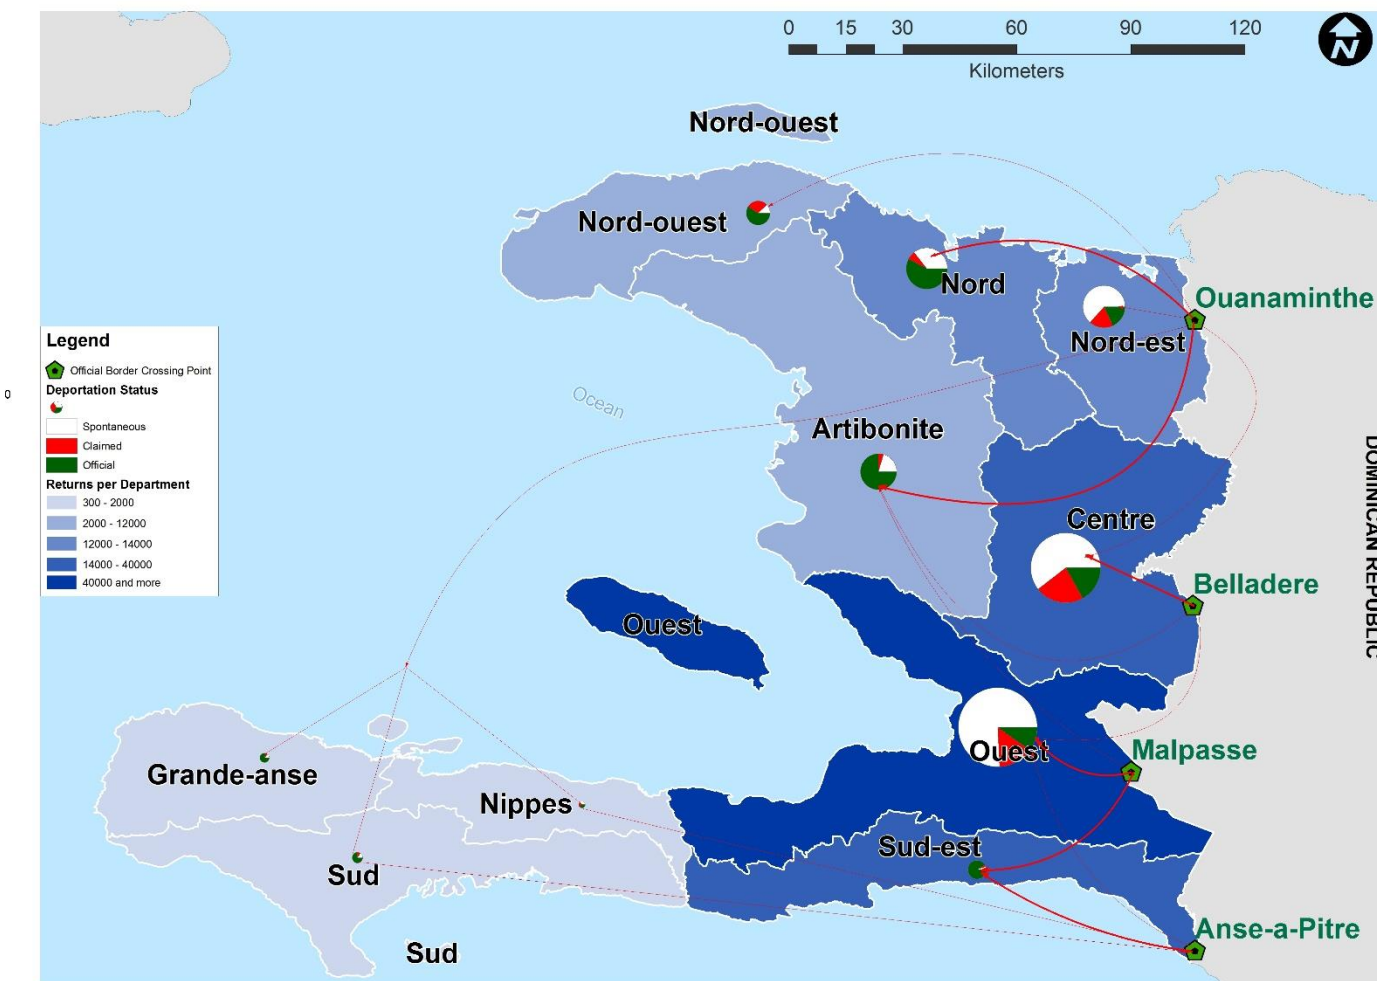 0 15 30 60 90 120
Kilometers
N
Nord-ouest
Nord-ouest
Nord
Ouanaminthe
Nord-est
Legend
Official Border Crossing Point
Deportation Status
Spontaneous
Claimed
Official
Returns per Department
300 - 2000
2000 - 12000
12000 - 14000
14000 - 40000
40000 and more
o
Ocean
Artibonite
DOMINICAN REPUBLIC
Centre
Belladere
Ouest
Ouest
Malpasse
Grande-anse
Nippes
Sud-est
Sud
Anse-a-Pitre
Sud